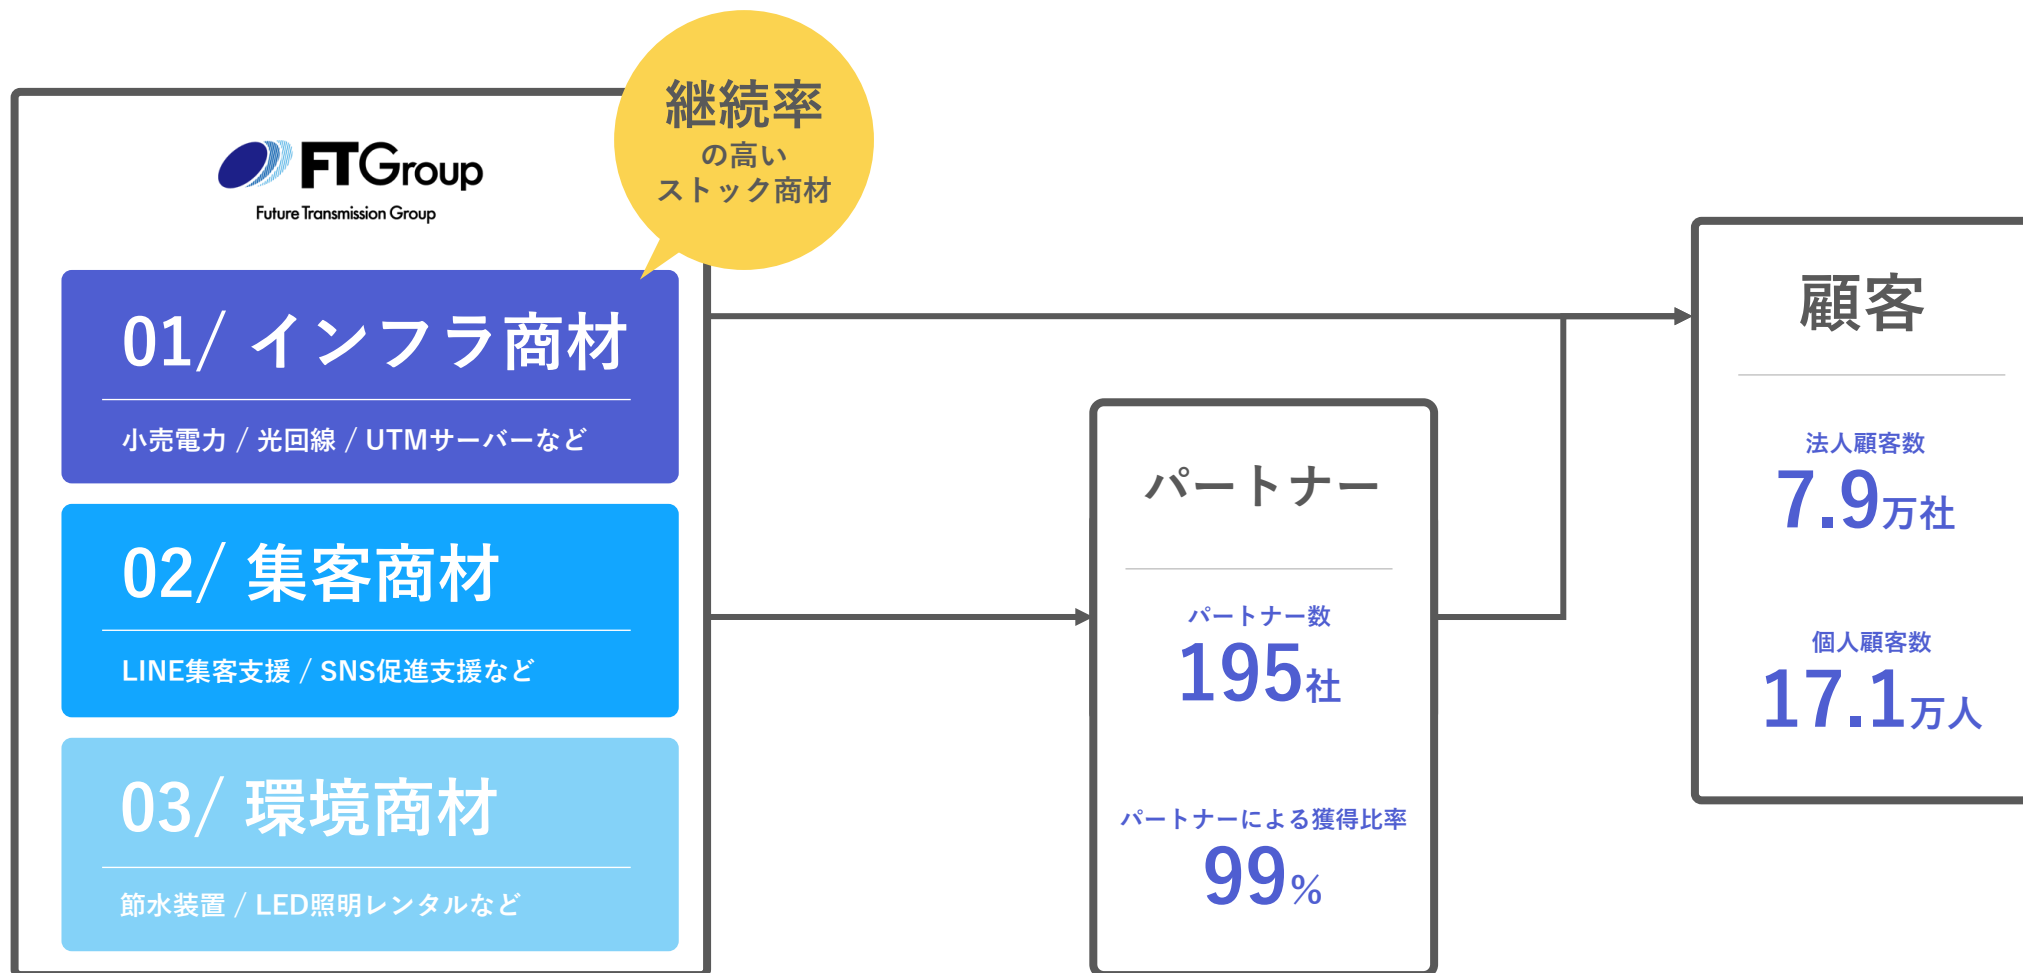 継続率
の高い
ストック商材
FTGroup
Future Transmission Group
01/ インフラ商材
小売電力 / 光回線 / UTMサーバーなど
02/ 集客商材
LINE集客支援 / SNS促進支援など
03/ 環境商材
節水装置 / LED照明レンタルなど
パートナー
パートナー数
195社
パートナーによる獲得比率
99%
顧客
法人顧客数
7.9万社
個人顧客数
17.1万人